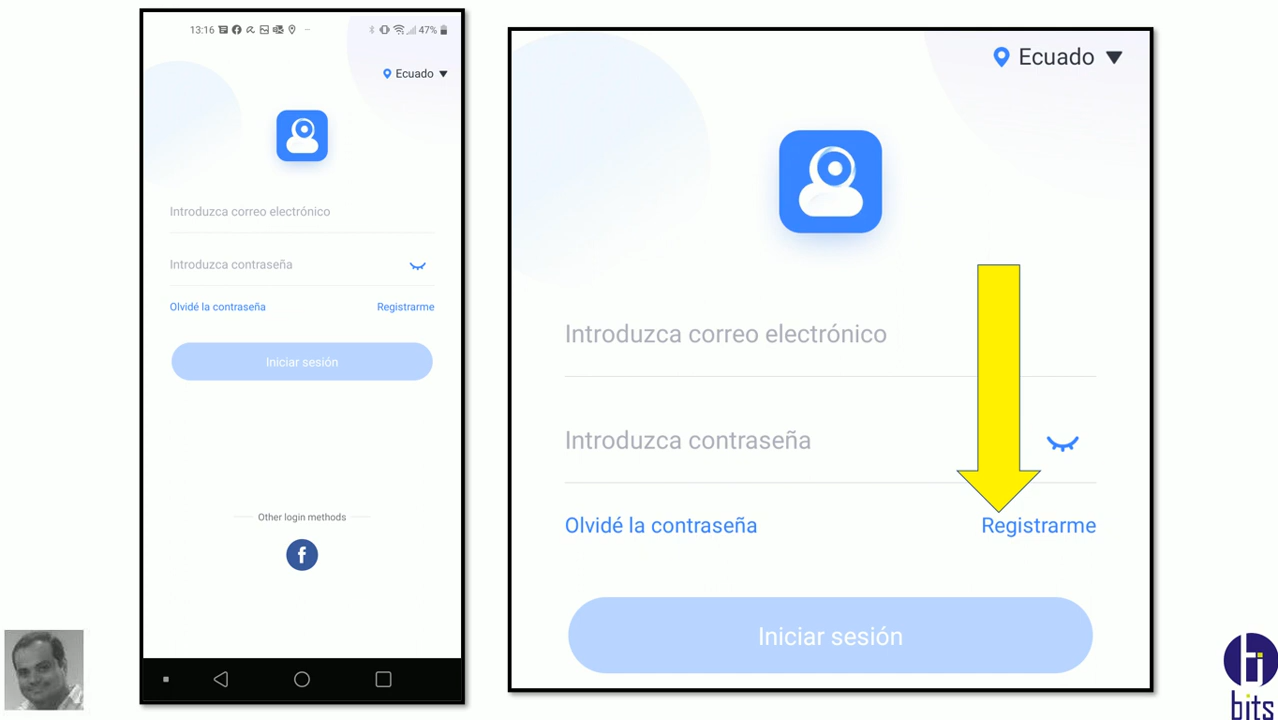 13:16
47%
Ecuado
Introduzca correo electrónico
Introduzca contraseña
Olvidé la contraseña Registrarme
Iniciar sesión
Other login methods
f
Ecuado
Introduzca correo electrónico
Introduzca contraseña
Olvidé la contraseña Registrarme
Iniciar sesión
bits